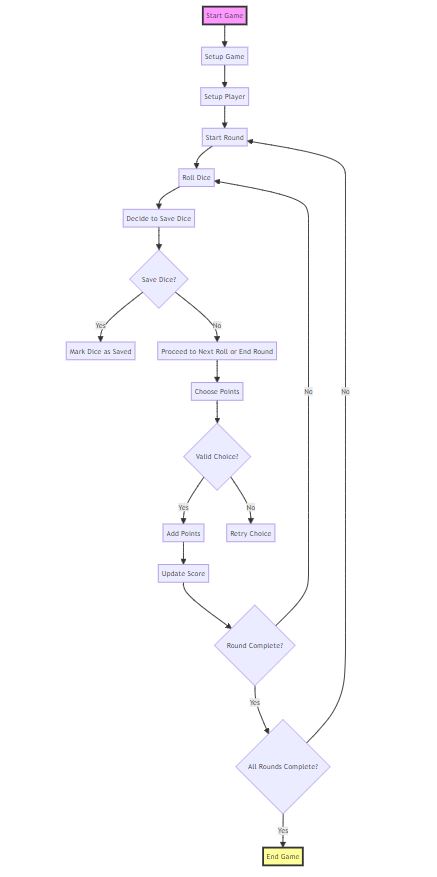 Start Game
Setup Game
Setup Player
Start Round
Roll Dice
Decide to Save Dice
Save Dice?
Yes
No
Mark Dice as Saved
Proceed to Next Roll or End Round
Choose Points
No
No
Valid Choice?
Yes
No
Add Points
Retry Choice
Update Score
Round Complete?
Yes
All Rounds Complete?
Yes
End Game